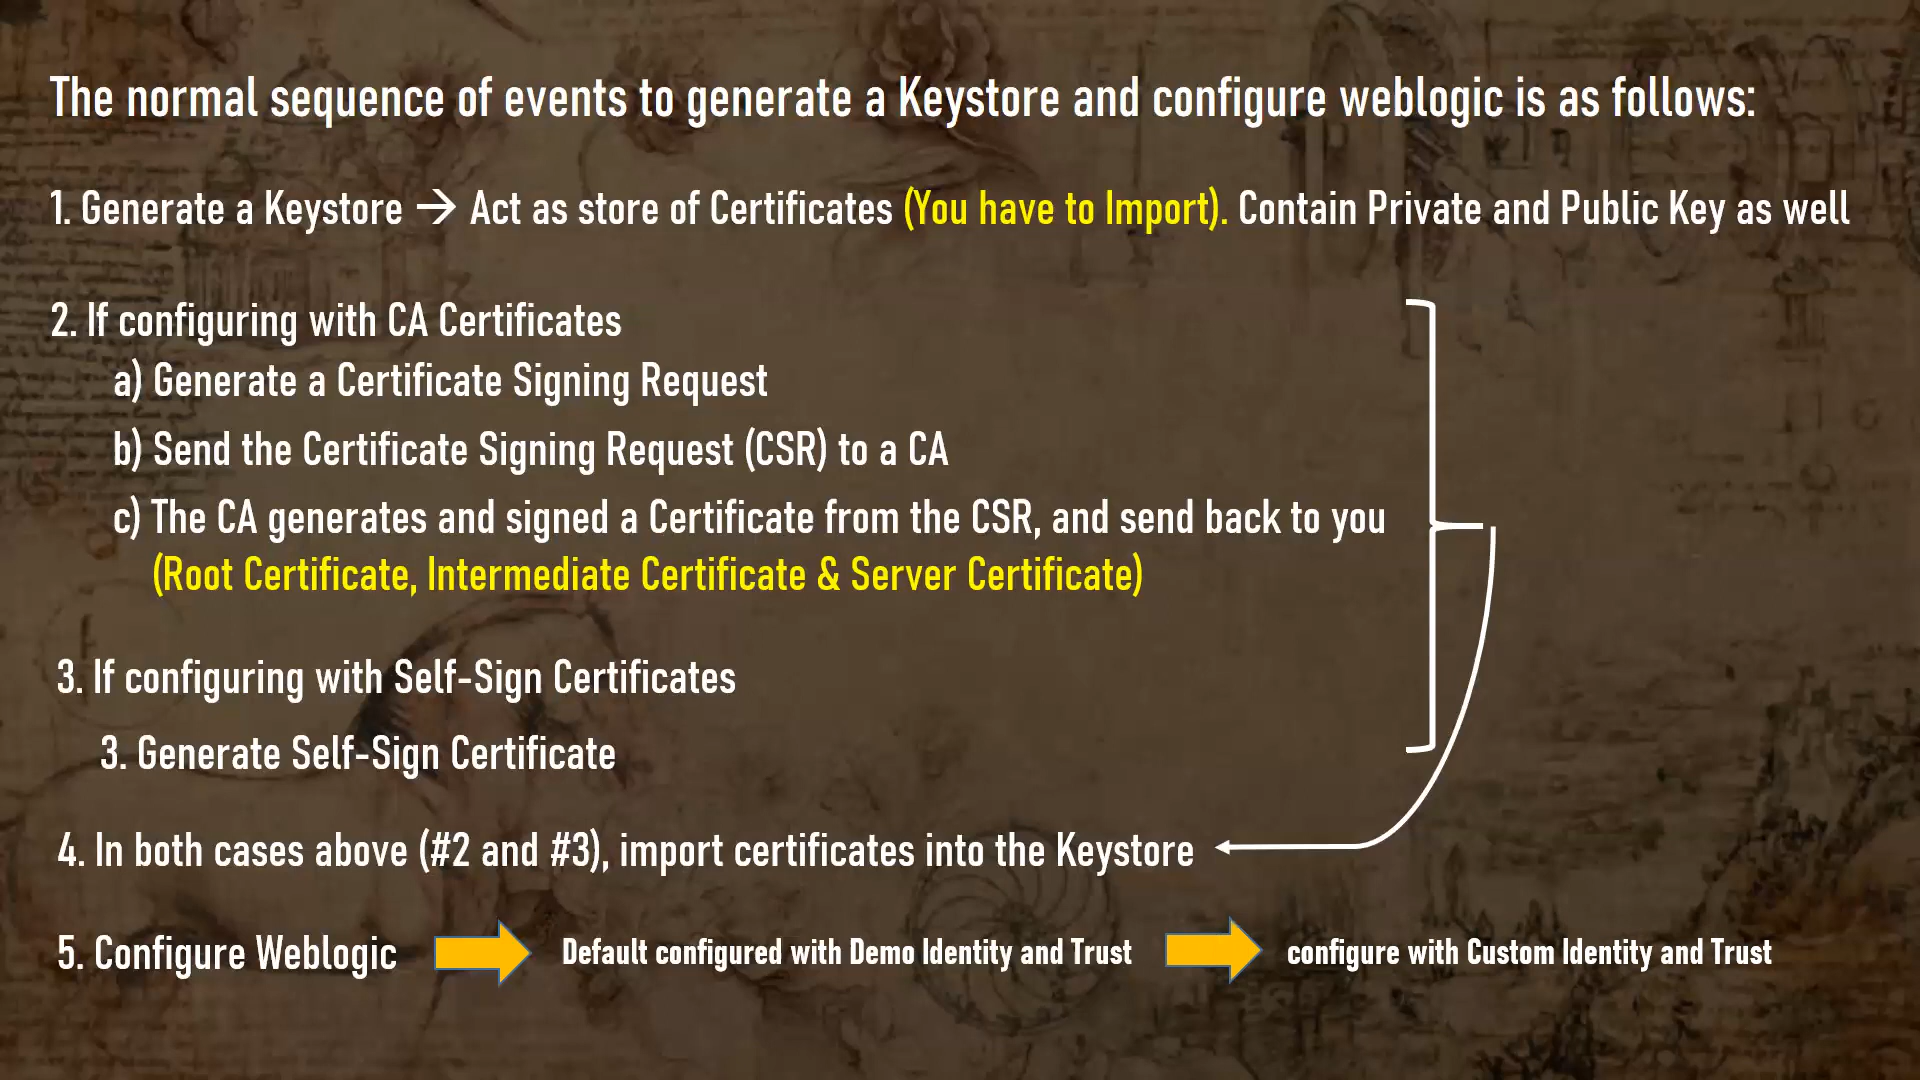 The normal sequence of events to generate a Keystore and configure weblogic is as follows:
1. Generate a Keystore → Act as store of Certificates (You have to Import). Contain Private and Public Key as well
2. If configuring with CA Certificates
a) Generate a Certificate Signing Request
b) Send the Certificate Signing Request (CSR) to a CA
c) The CA generates and signed a Certificate from the CSR, and send back to you
(Root Certificate, Intermediate Certificate & Server Certificate)
3. If configuring with Self-Sign Certificates
3. Generate Self-Sign Certificate
4. In both cases above (#2 and #3), import certificates into the Keystore
5. Configure Weblogic Default configured with Demo Identity and Trust configure with Custom Identity and Trust